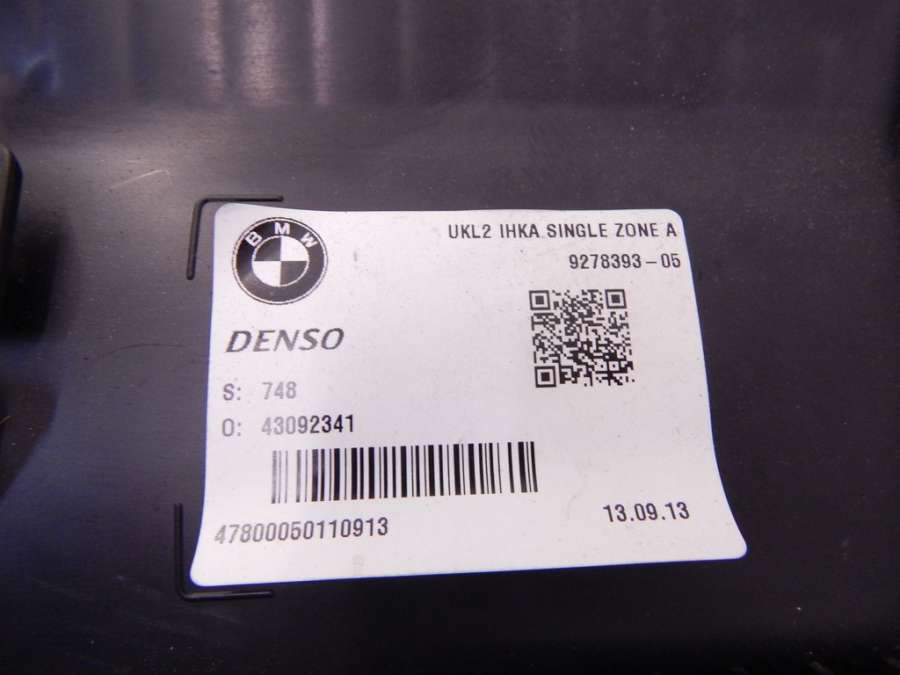 BMW
UKL2 IHKA SINGLE ZONE A
9278393-05
DENSO
S: 748
O: 43092341
47800050110913
13.09.13